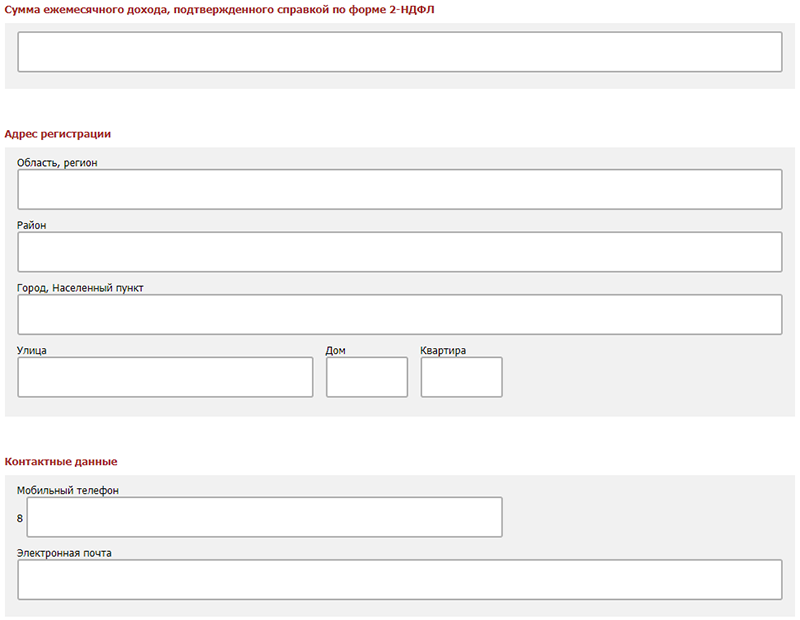 Сумма ежемесячного дохода, подтвержденного справкой по форме 2-НДФЛ
Адрес регистрации
Область, регион
Район
Город, Населенный пункт
Улица Дом Квартира
Контактные данные
Мобильный телефон
8
Электронная почта